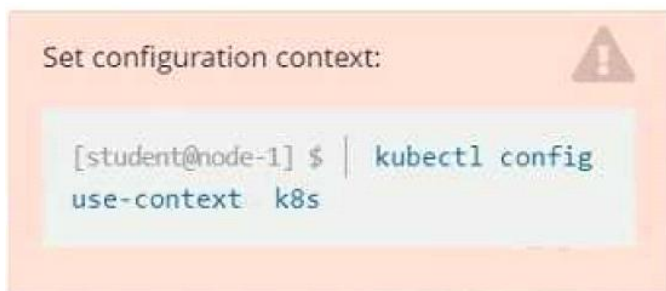 Set configuration context:
[student@node-1] $ | kubectl config
use-context k8s